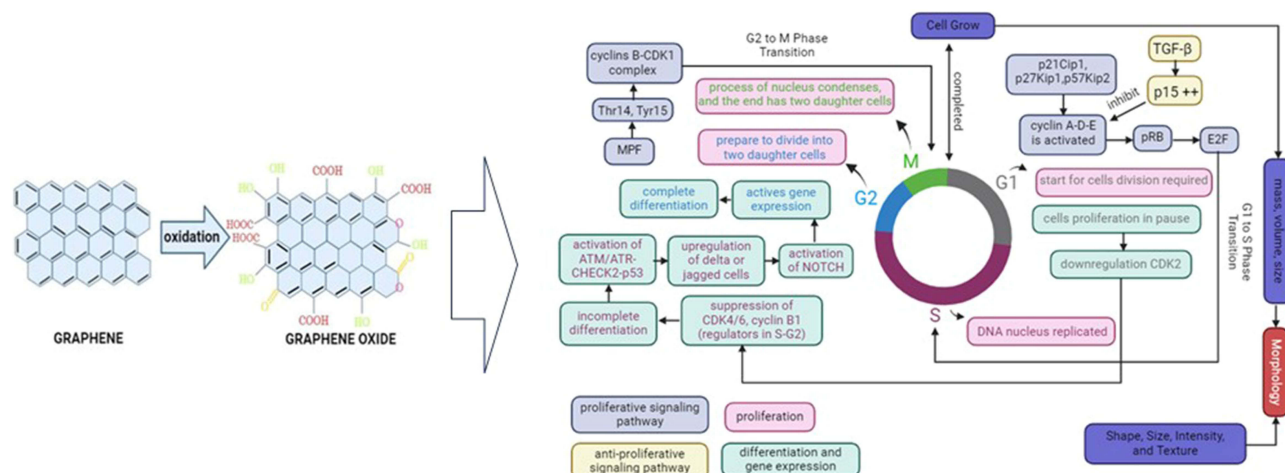 GRAPHENE
oxidation
OH
COOH
OH
HO
COOH
HOOC
O
HOOC
OH
O
HO
O
O
COOH
OH
GRAPHENE OXIDE
cyclins B-CDK1
complex
Thr14, Tyr15
MPF
G2 to M Phase
Transition
process of nucleus condenses,
and the end has two daughter cells
prepare to divide into
two daughter cells
complete
differentiation
actives gene
expression
activation of
ATM/ATR-
CHECK2-p53
upregulation of
delta or
jagged cells
activation
of NOTCH
incomplete
differentiation
suppression of
CDK4/6, cyclin B1
(regulators in S-G2)
Cell Grow
completed
M
G2
G1
S
p21Cip1,
p27Kip1,p57Kip2
TGF-β
p15 ++
inhibit
cyclin A-D-E
is activated
pRB
E2F
start for cells division required
cells proliferation in pause
downregulation CDK2
G1 to S Phase
Transition
DNA nucleus replicated
mass, volume, size
Morphology
Shape, Size, Intensity,
and Texture
proliferative signaling
pathway
proliferation
anti-proliferative
signaling pathway
differentiation and
gene expression